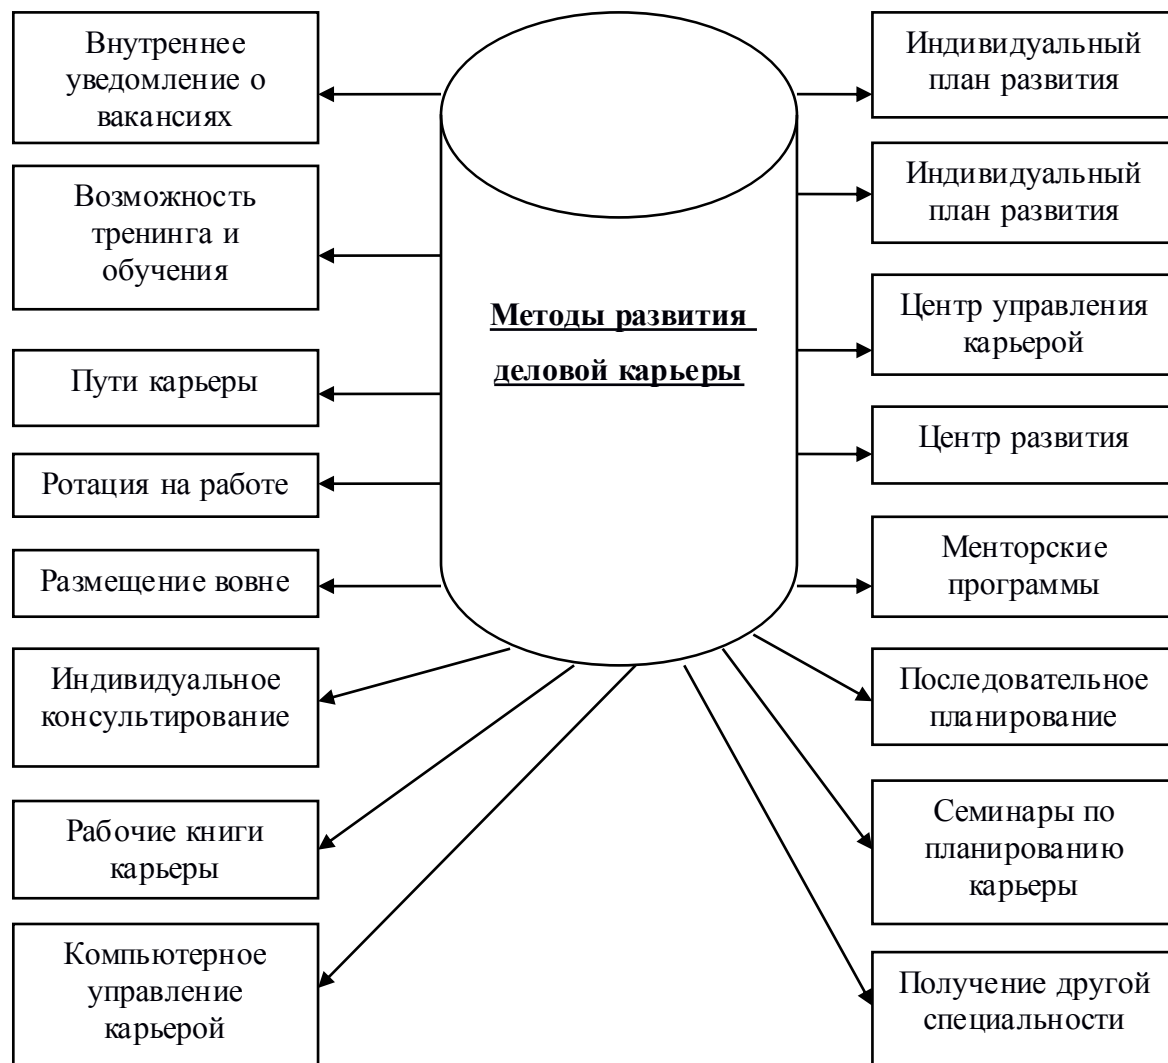 Внутреннее
уведомление о
вакансиях
Возможность
тренинга и
обучения
Пути карьеры
Ротация на работе
Размещение вовне
Индивидуальное
консультирование
Рабочие книги
карьеры
Компьютерное
управление
карьерой
Методы развития
деловой карьеры
Индивидуальный
план развития
Индивидуальный
план развития
Центр управления
карьерой
Центр развития
Менторские
программы
Последовательное
планирование
Семинары по
планированию
карьеры
Получение другой
специальности